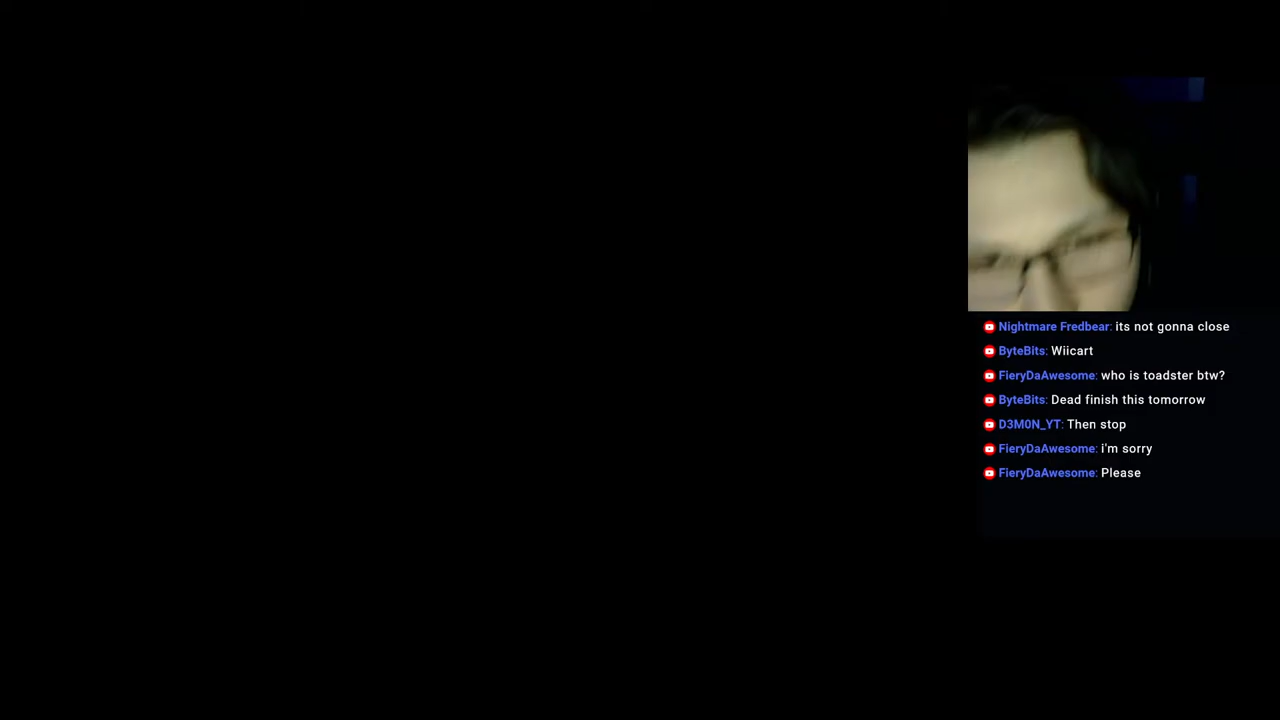 Nightmare Fredbear: its not gonna close
ByteBits: Wiicart
FieryDaAwesome: who is toadster btw?
ByteBits: Dead finish this tomorrow
D3M0N_YT: Then stop
FieryDaAwesome: i'm sorry
FieryDaAwesome: Please